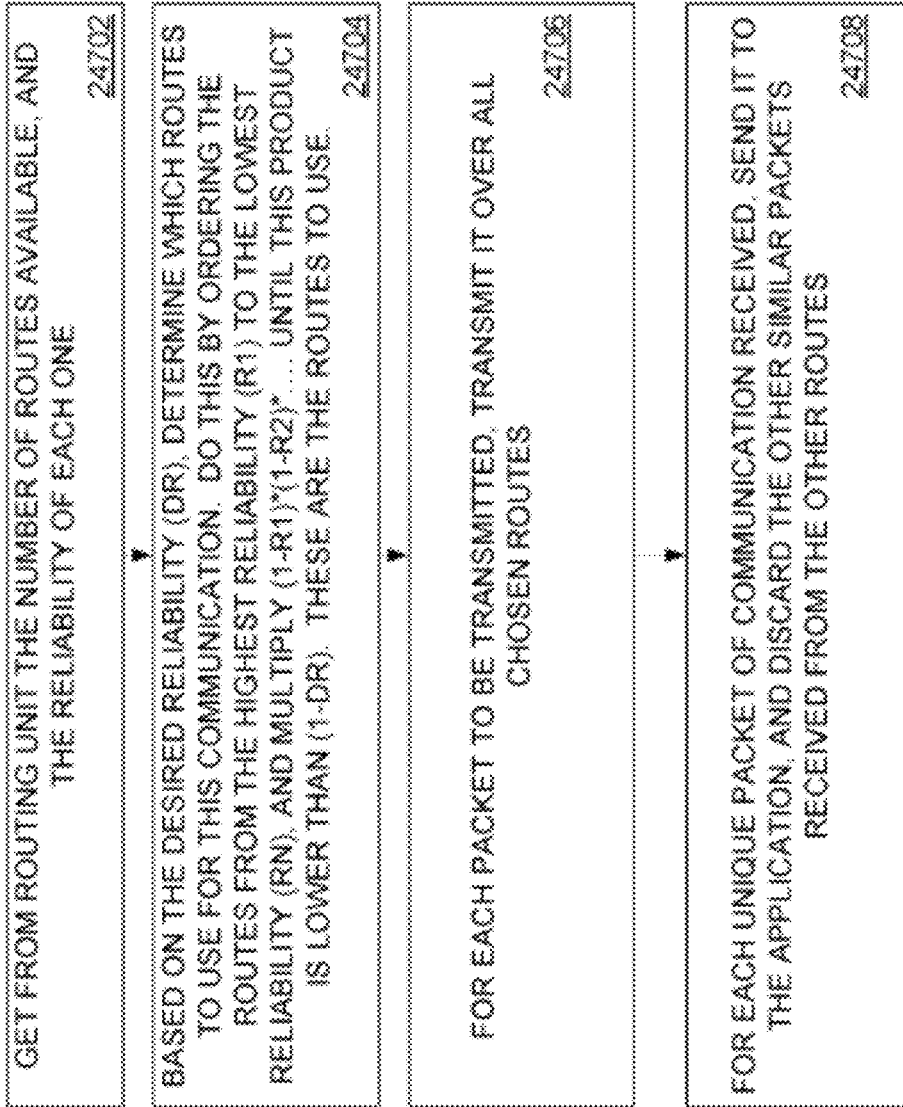 GET FROM ROUTING UNIT THE NUMBER OF ROUTES AVAILABLE, AND
THE RELIABILITY OF EACH ONE
24702
BASED ON THE DESIRED RELIABILITY (DR), DETERMINE WHICH ROUTES
TO USE FOR THIS COMMUNICATION. DO THIS BY ORDERING THE
ROUTES FROM THE HIGHEST RELIABILITY (R1) TO THE LOWEST
RELIABILITY (RN), AND MULTIPLY (1-R1)*(1-R2)*.... UNTIL THIS PRODUCT
IS LOWER THAN (1-DR). THESE ARE THE ROUTES TO USE.
24704
FOR EACH PACKET TO BE TRANSMITTED, TRANSMIT IT OVER ALL
CHOSEN ROUTES
24706
FOR EACH UNIQUE PACKET OF COMMUNICATION RECEIVED, SEND IT TO
THE APPLICATION, AND DISCARD THE OTHER SIMILAR PACKETS
RECEIVED FROM THE OTHER ROUTES
24708